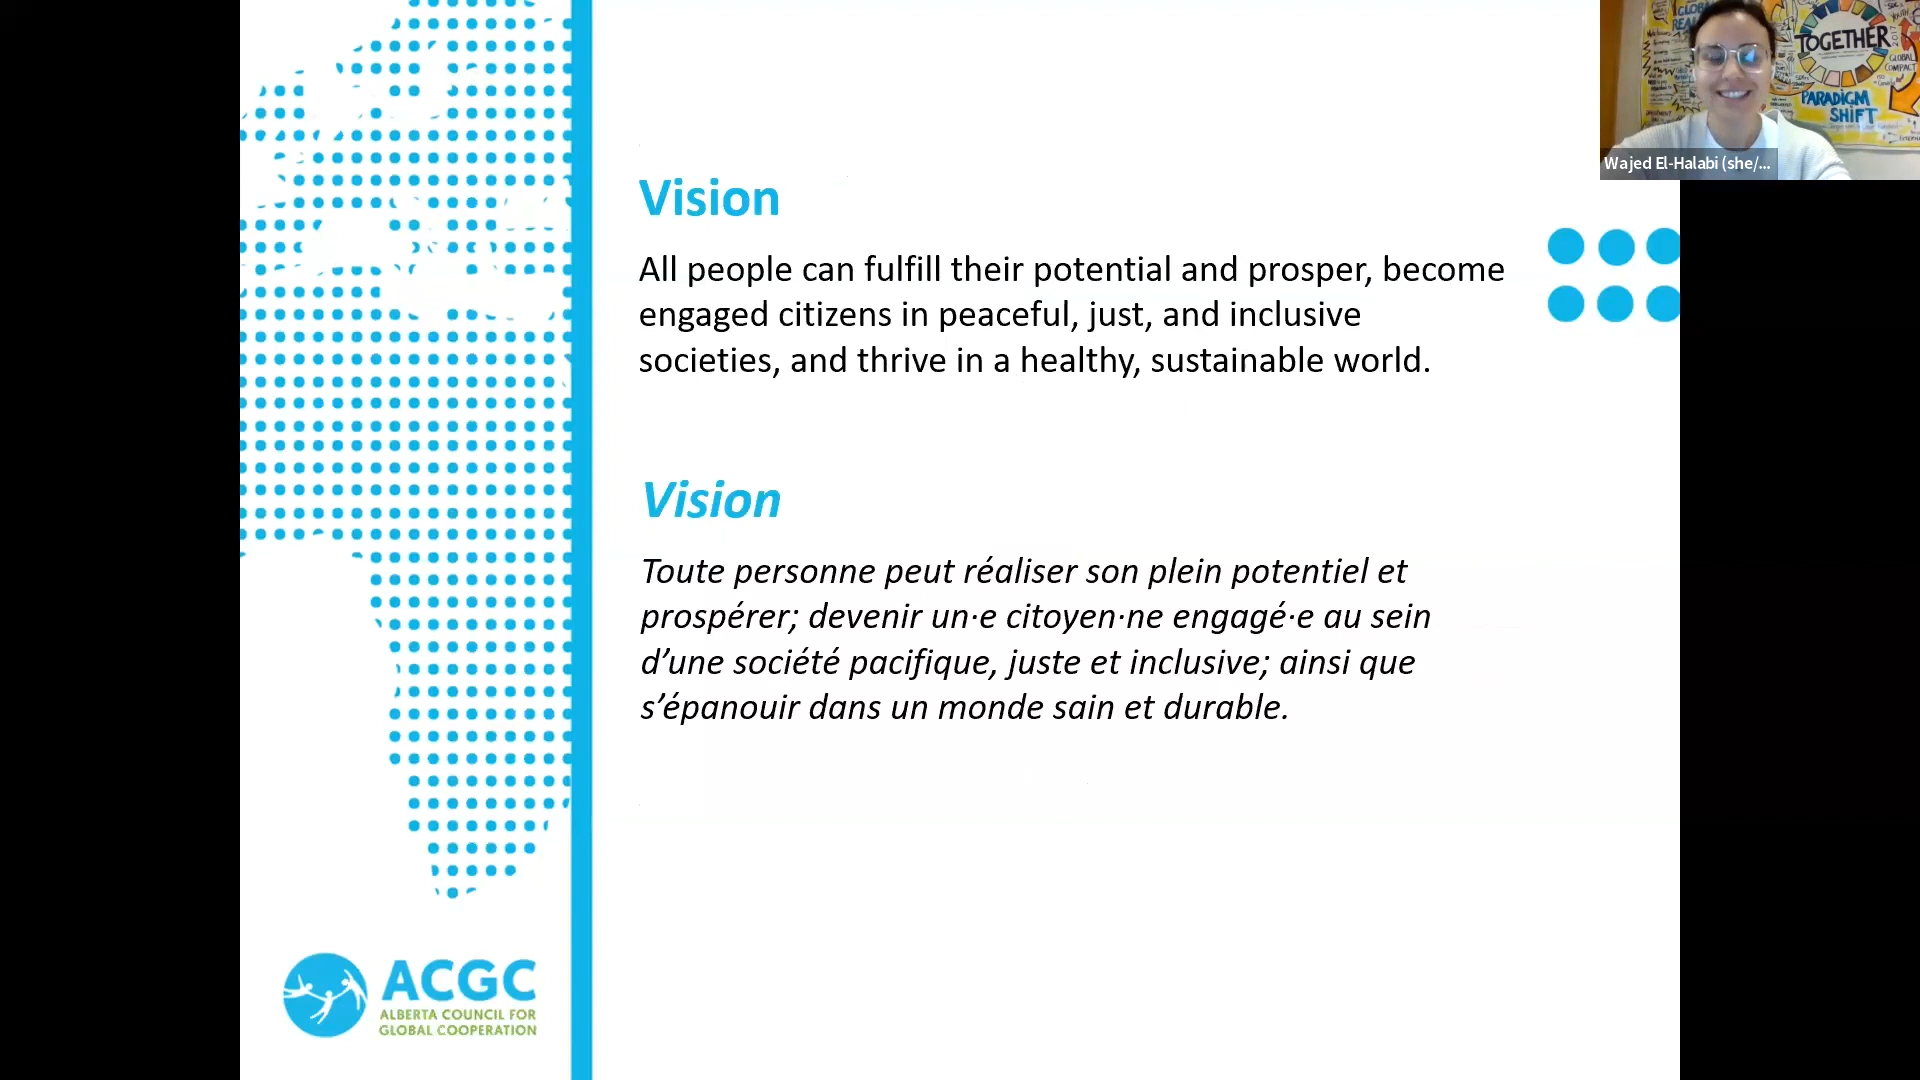 Vision
All people can fulfill their potential and prosper, become
engaged citizens in peaceful, just, and inclusive
societies, and thrive in a healthy, sustainable world.
Vision
Toute personne peut réaliser son plein potentiel et
prospérer; devenir un·e citoyen·ne engagé·e au sein
d’une société pacifique, juste et inclusive; ainsi que
s’épanouir dans un monde sain et durable.
ACGC
ALBERTA COUNCIL FOR
GLOBAL COOPERATION
TOGETHER
GLOBAL
COMPACT
PARADIGM
SHIFT
Wajed El-Halabi (she/...